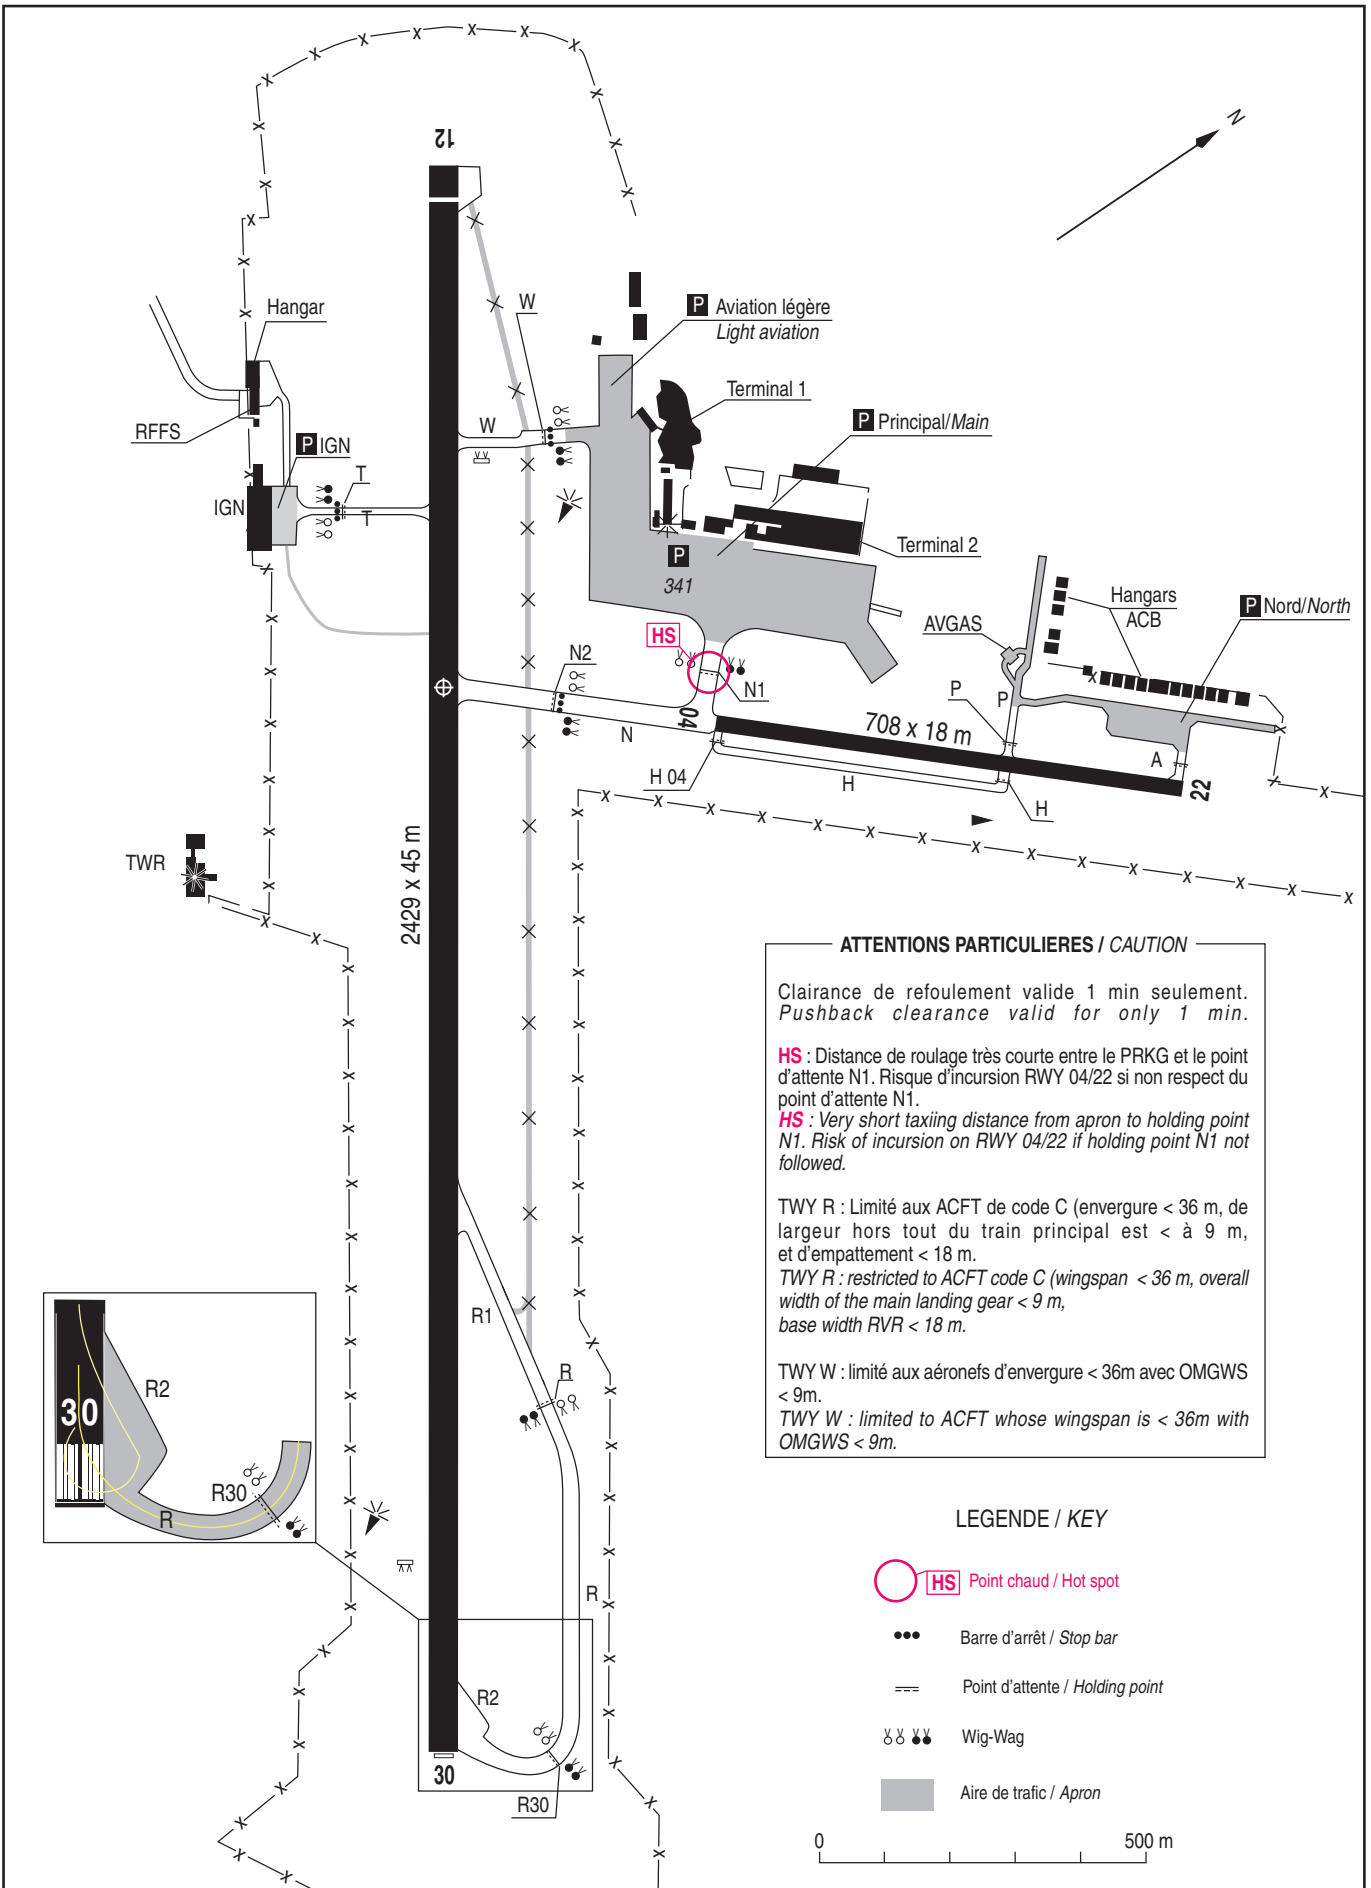 N
12
Hangar
W
P Aviation légère
Light aviation
Terminal 1
RFFS
W
P Principal/Main
P IGN
T
IGN
T
Terminal 2
P
341
Hangars
ACB
P Nord/North
AVGAS
HS
N2
N1
P
P
04
708 x 18 m
N
A
H 04
H
H
22
TWR
2429 x 45 m
ATTENTIONS PARTICULIERES / CAUTION
Clairance de refoulement valide 1 min seulement.
Pushback clearance valid for only 1 min.
HS : Distance de roulage très courte entre le PRKG et le point
d'attente N1. Risque d'incursion RWY 04/22 si non respect du
point d'attente N1.
HS : Very short taxiing distance from apron to holding point
N1. Risk of incursion on RWY 04/22 if holding point N1 not
followed.
TWY R : Limité aux ACFT de code C (envergure < 36 m, de
largeur hors tout du train principal est < à 9 m,
et d'empattement < 18 m.
TWY R : restricted to ACFT code C (wingspan < 36 m, overall
width of the main landing gear < 9 m,
base width RVR < 18 m.
TWY W : limité aux aéronefs d'envergure < 36m avec OMGWS
< 9m.
TWY W : limited to ACFT whose wingspan is < 36m with
OMGWS < 9m.
R1
R
R2
30
R30
R
R
R2
30
R30
LEGENDE / KEY
HS Point chaud / Hot spot
Barre d'arrêt / Stop bar
Point d'attente / Holding point
Wig-Wag
Aire de trafic / Apron
0 500 m